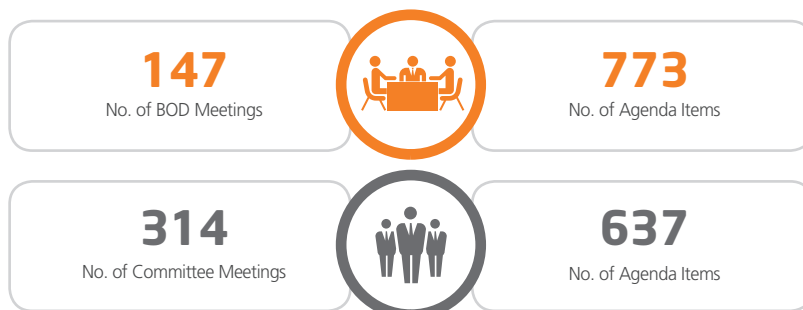 147
No. of BOD Meetings
773
No. of Agenda Items
314
No. of Committee Meetings
637
No. of Agenda Items